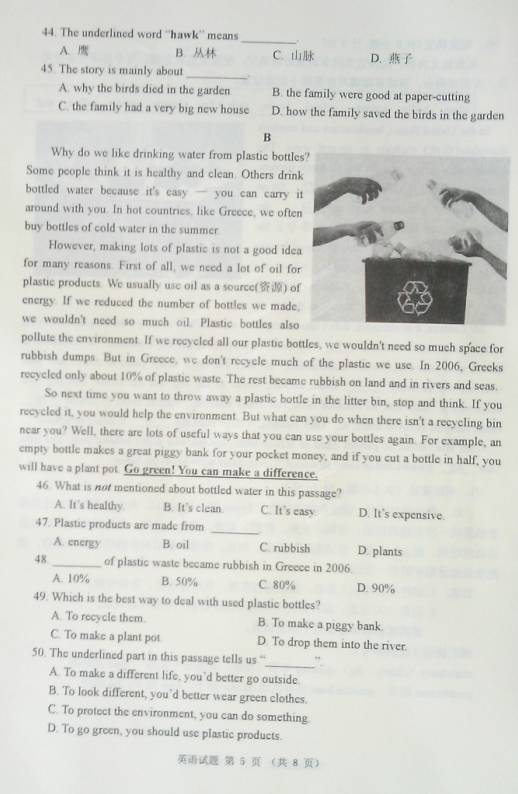 44. The underlined word "hawk" means ________.
A. 鹰 B. 丛林 C. 山脉 D. 燕子
45. The story is mainly about ________.
A. why the birds died in the garden B. the family were good at paper-cutting
C. the family had a very big new house D. how the family saved the birds in the garden
B
Why do we like drinking water from plastic bottles?
Some people think it is healthy and clean. Others drink
bottled water because it's easy — you can carry it
around with you. In hot countries, like Greece, we often
buy bottles of cold water in the summer.
However, making lots of plastic is not a good idea
for many reasons. First of all, we need a lot of oil for
plastic products. We usually use oil as a source(资源) of
energy. If we reduced the number of bottles we made,
we wouldn't need so much oil. Plastic bottles also
pollute the environment. If we recycled all our plastic bottles, we wouldn't need so much space for
rubbish dumps. But in Greece, we don't recycle much of the plastic we use. In 2006, Greeks
recycled only about 10% of plastic waste. The rest became rubbish on land and in rivers and seas.
So next time you want to throw away a plastic bottle in the litter bin, stop and think. If you
recycled it, you would help the environment. But what can you do when there isn't a recycling bin
near you? Well, there are lots of useful ways that you can use your bottles again. For example, an
empty bottle makes a great piggy bank for your pocket money, and if you cut a bottle in half, you
will have a plant pot. Go green! You can make a difference.
46. What is not mentioned about bottled water in this passage?
A. It's healthy. B. It's clean. C. It's easy. D. It's expensive.
47. Plastic products are made from ________.
A. energy B. oil C. rubbish D. plants
48. ________ of plastic waste became rubbish in Greece in 2006.
A. 10% B. 50% C. 80% D. 90%
49. Which is the best way to deal with used plastic bottles?
A. To recycle them. B. To make a piggy bank.
C. To make a plant pot. D. To drop them into the river.
50. The underlined part in this passage tells us "________".
A. To make a different life, you'd better go outside.
B. To look different, you'd better wear green clothes.
C. To protect the environment, you can do something.
D. To go green, you should use plastic products.
英语试题 第 5 页 （共 8 页）